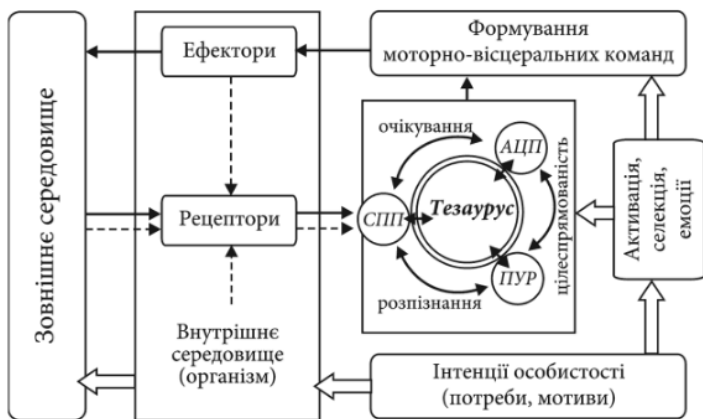 Зовнішнє середовище
Ефектори
Рецептори
Внутрішнє
середовище
(організм)
Формування
моторно-вісцеральних команд
очікування
АЦП
СПП
Тезаурус
ПУР
розпізнання
цілеспрямованість
Активація,
селекція,
емоції
Інтенції особистості
(потреби, мотиви)